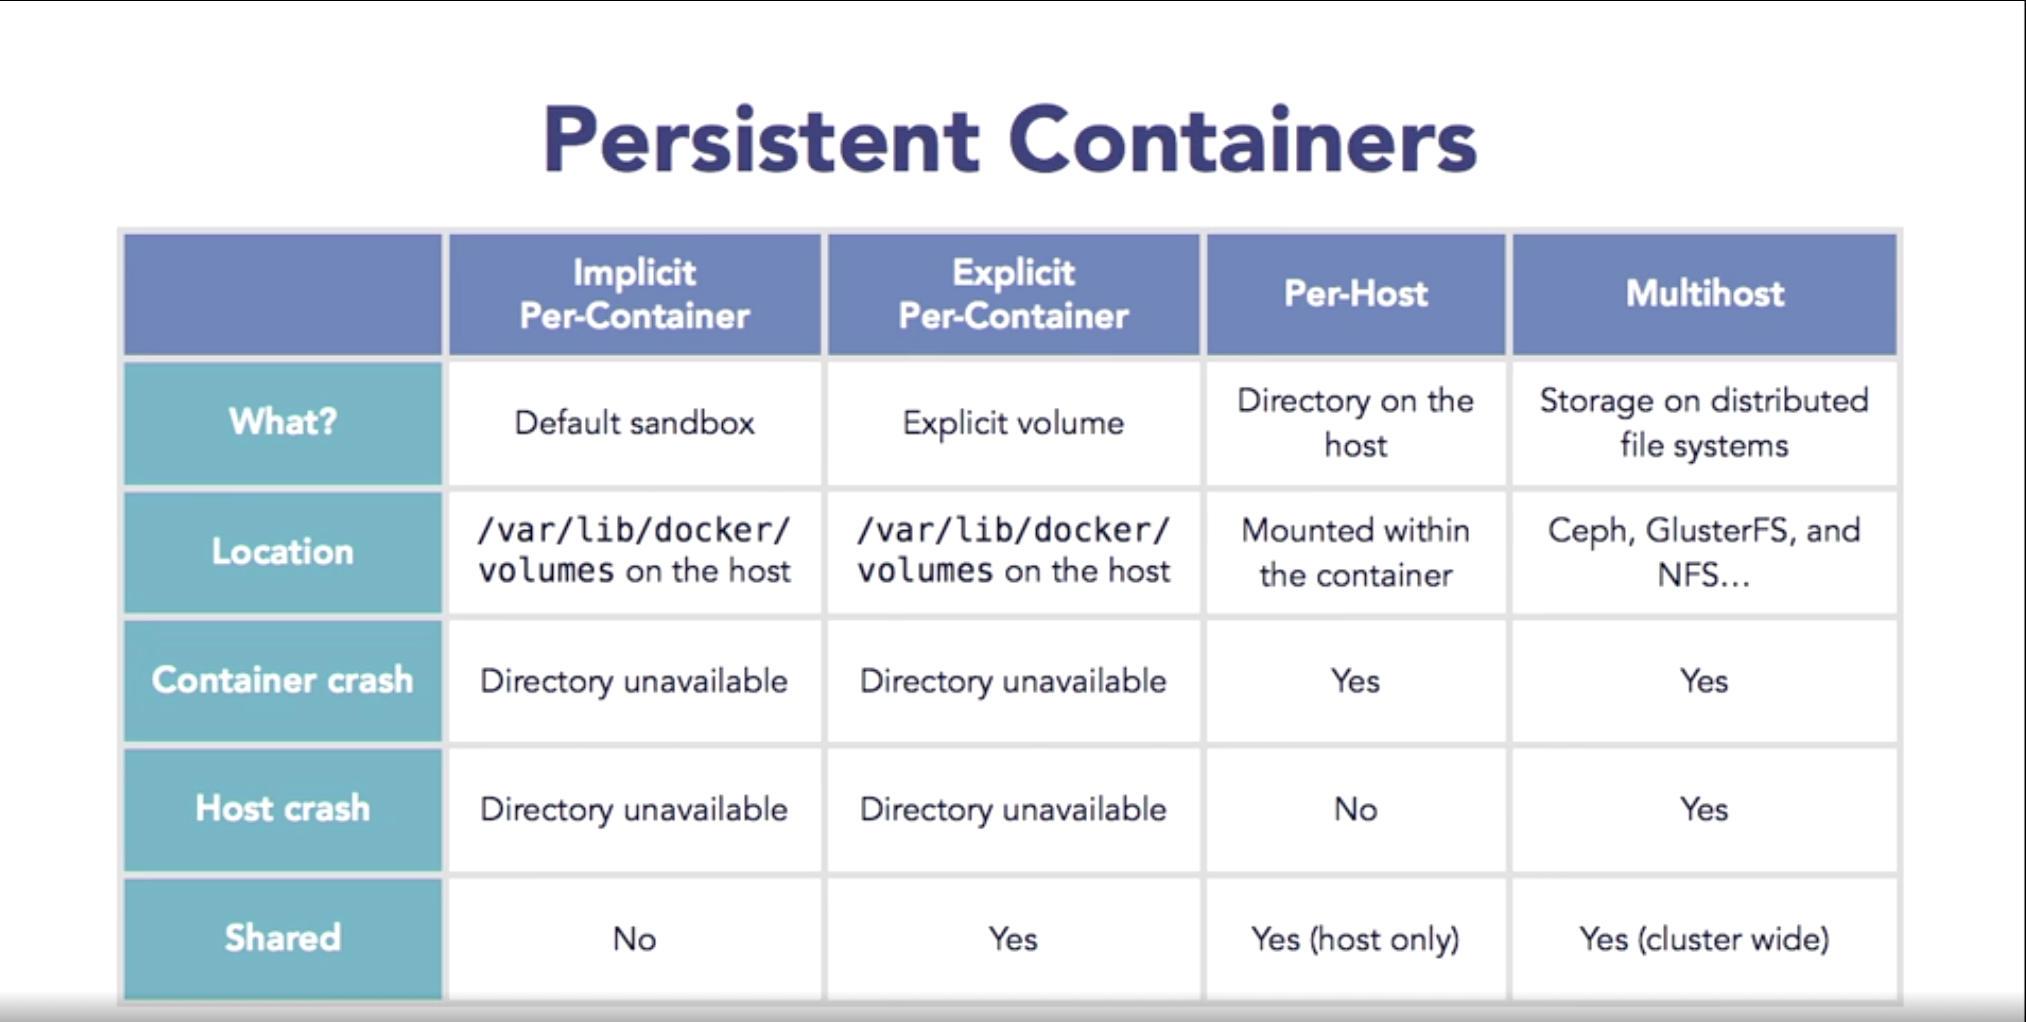 Persistent Containers
Implicit
Per-Container
Explicit
Per-Container
Per-Host
Multihost
What?
Default sandbox
Explicit volume
Directory on the
host
Storage on distributed
file systems
Location
/var/lib/docker/
volumes on the host
/var/lib/docker/
volumes on the host
Mounted within
the container
Ceph, GlusterFS, and
NFS...
Container crash
Directory unavailable
Directory unavailable
Yes
Yes
Host crash
Directory unavailable
Directory unavailable
No
Yes
Shared
No
Yes
Yes (host only)
Yes (cluster wide)